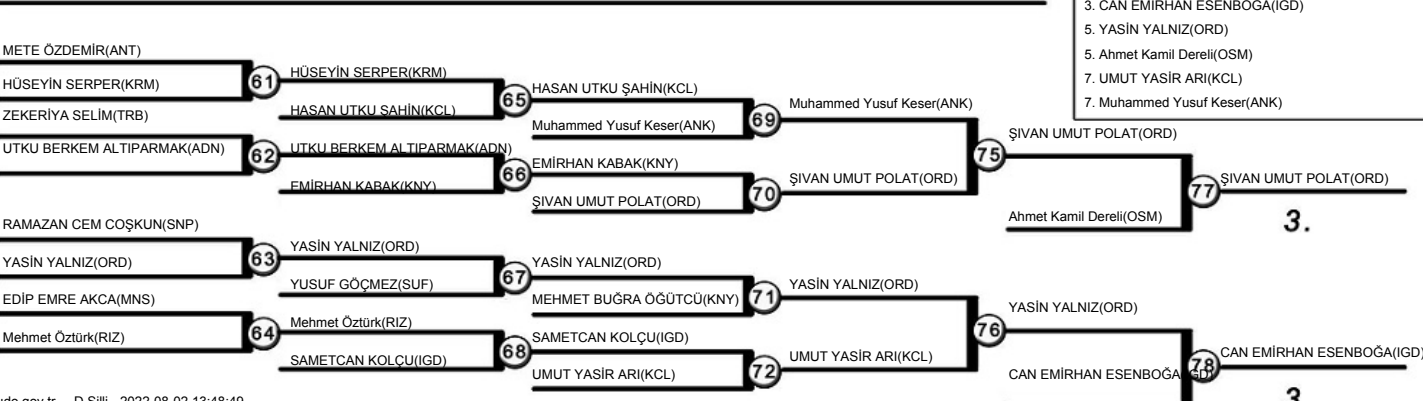 3. CAN EMİRHAN ESENBOĞA(IGD)
5. YASİN YALNIZ(ORD)
5. Ahmet Kamil Dereli(OSM)
7. UMUT YASİR ARI(KCL)
7. Muhammed Yusuf Keser(ANK)
METE ÖZDEMİR(ANT)
HÜSEYİN SERPER(KRM)
61
ZEKERİYA SELİM(TRB)
UTKU BERKEM ALTIPARMAK(ADN)
62
RAMAZAN CEM COŞKUN(SNP)
YASİN YALNIZ(ORD)
63
EDİP EMRE AKCA(MNS)
Mehmet Öztürk(RIZ)
64
HÜSEYİN SERPER(KRM)
HASAN UTKU ŞAHİN(KCL)
65
UTKU BERKEM ALTIPARMAK(ADN)
EMİRHAN KABAK(KNY)
66
YASİN YALNIZ(ORD)
YUSUF GÖÇMEZ(SUF)
67
Mehmet Öztürk(RIZ)
SAMETCAN KOLÇU(IGD)
68
HASAN UTKU ŞAHİN(KCL)
Muhammed Yusuf Keser(ANK)
69
EMİRHAN KABAK(KNY)
ŞIVAN UMUT POLAT(ORD)
70
YASİN YALNIZ(ORD)
MEHMET BUĞRA ÖĞÜTCÜ(KNY)
71
SAMETCAN KOLÇU(IGD)
UMUT YASİR ARI(KCL)
72
Muhammed Yusuf Keser(ANK)
ŞIVAN UMUT POLAT(ORD)
75
YASİN YALNIZ(ORD)
UMUT YASİR ARI(KCL)
76
ŞIVAN UMUT POLAT(ORD)
Ahmet Kamil Dereli(OSM)
77
YASİN YALNIZ(ORD)
CAN EMİRHAN ESENBOĞA(IGD)
78
ŞIVAN UMUT POLAT(ORD)
3.
CAN EMİRHAN ESENBOĞA(IGD)
3.